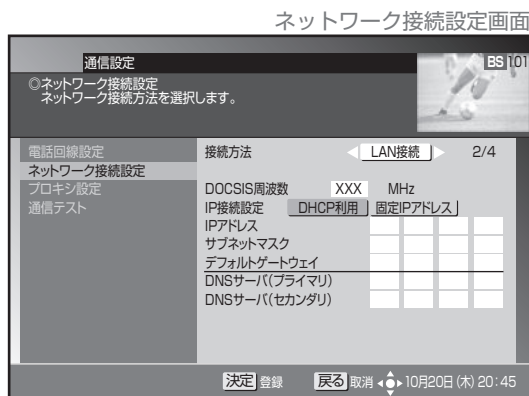 ネットワーク接続設定画面
通信設定
BS 101
◎ネットワーク接続設定
ネットワーク接続方法を選択します。
電話回線設定
ネットワーク接続設定
プロキシ設定
通信テスト
接続方法 LAN接続 2/4
DOCSIS周波数 XXX MHz
IP接続設定 DHCP利用 固定IPアドレス
IPアドレス
サブネットマスク
デフォルトゲートウェイ
DNSサーバ(プライマリ)
DNSサーバ(セカンダリ)
決定 登録 戻る 取消 10月20日(木) 20:45